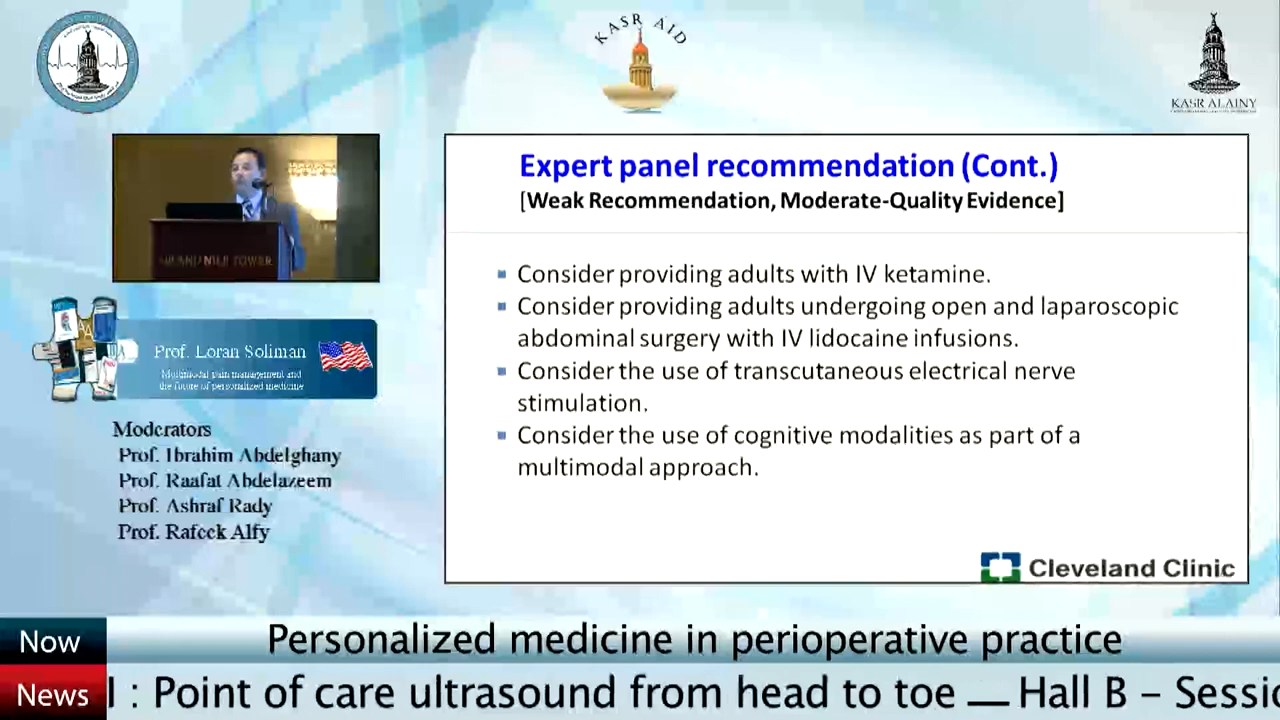 KASR AID
KASR ALAINY
Expert panel recommendation (Cont.)
[Weak Recommendation, Moderate-Quality Evidence]
Consider providing adults with IV ketamine.
Consider providing adults undergoing open and laparoscopic
abdominal surgery with IV lidocaine infusions.
Consider the use of transcutaneous electrical nerve
stimulation.
Consider the use of cognitive modalities as part of a
multimodal approach.
Cleveland Clinic
NILE TOWER
Prof. Loran Soliman
Multimodal pain management and
the future of personalized medicine
Moderators
Prof. Ibrahim Abdelghany
Prof. Raafat Abdelazeem
Prof. Ashraf Rady
Prof. Rafeek Alfy
Now
Personalized medicine in perioperative practice
News
: Point of care ultrasound from head to toe __ Hall B – Sessi